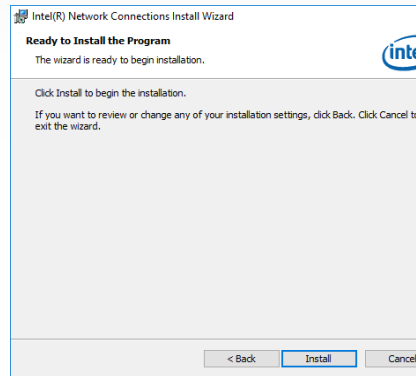 Intel(R) Network Connections Install Wizard
Ready to Install the Program
The wizard is ready to begin installation.
Click Install to begin the installation.
If you want to review or change any of your installation settings, click Back. Click Cancel to
exit the wizard.
< Back
Install
Cancel